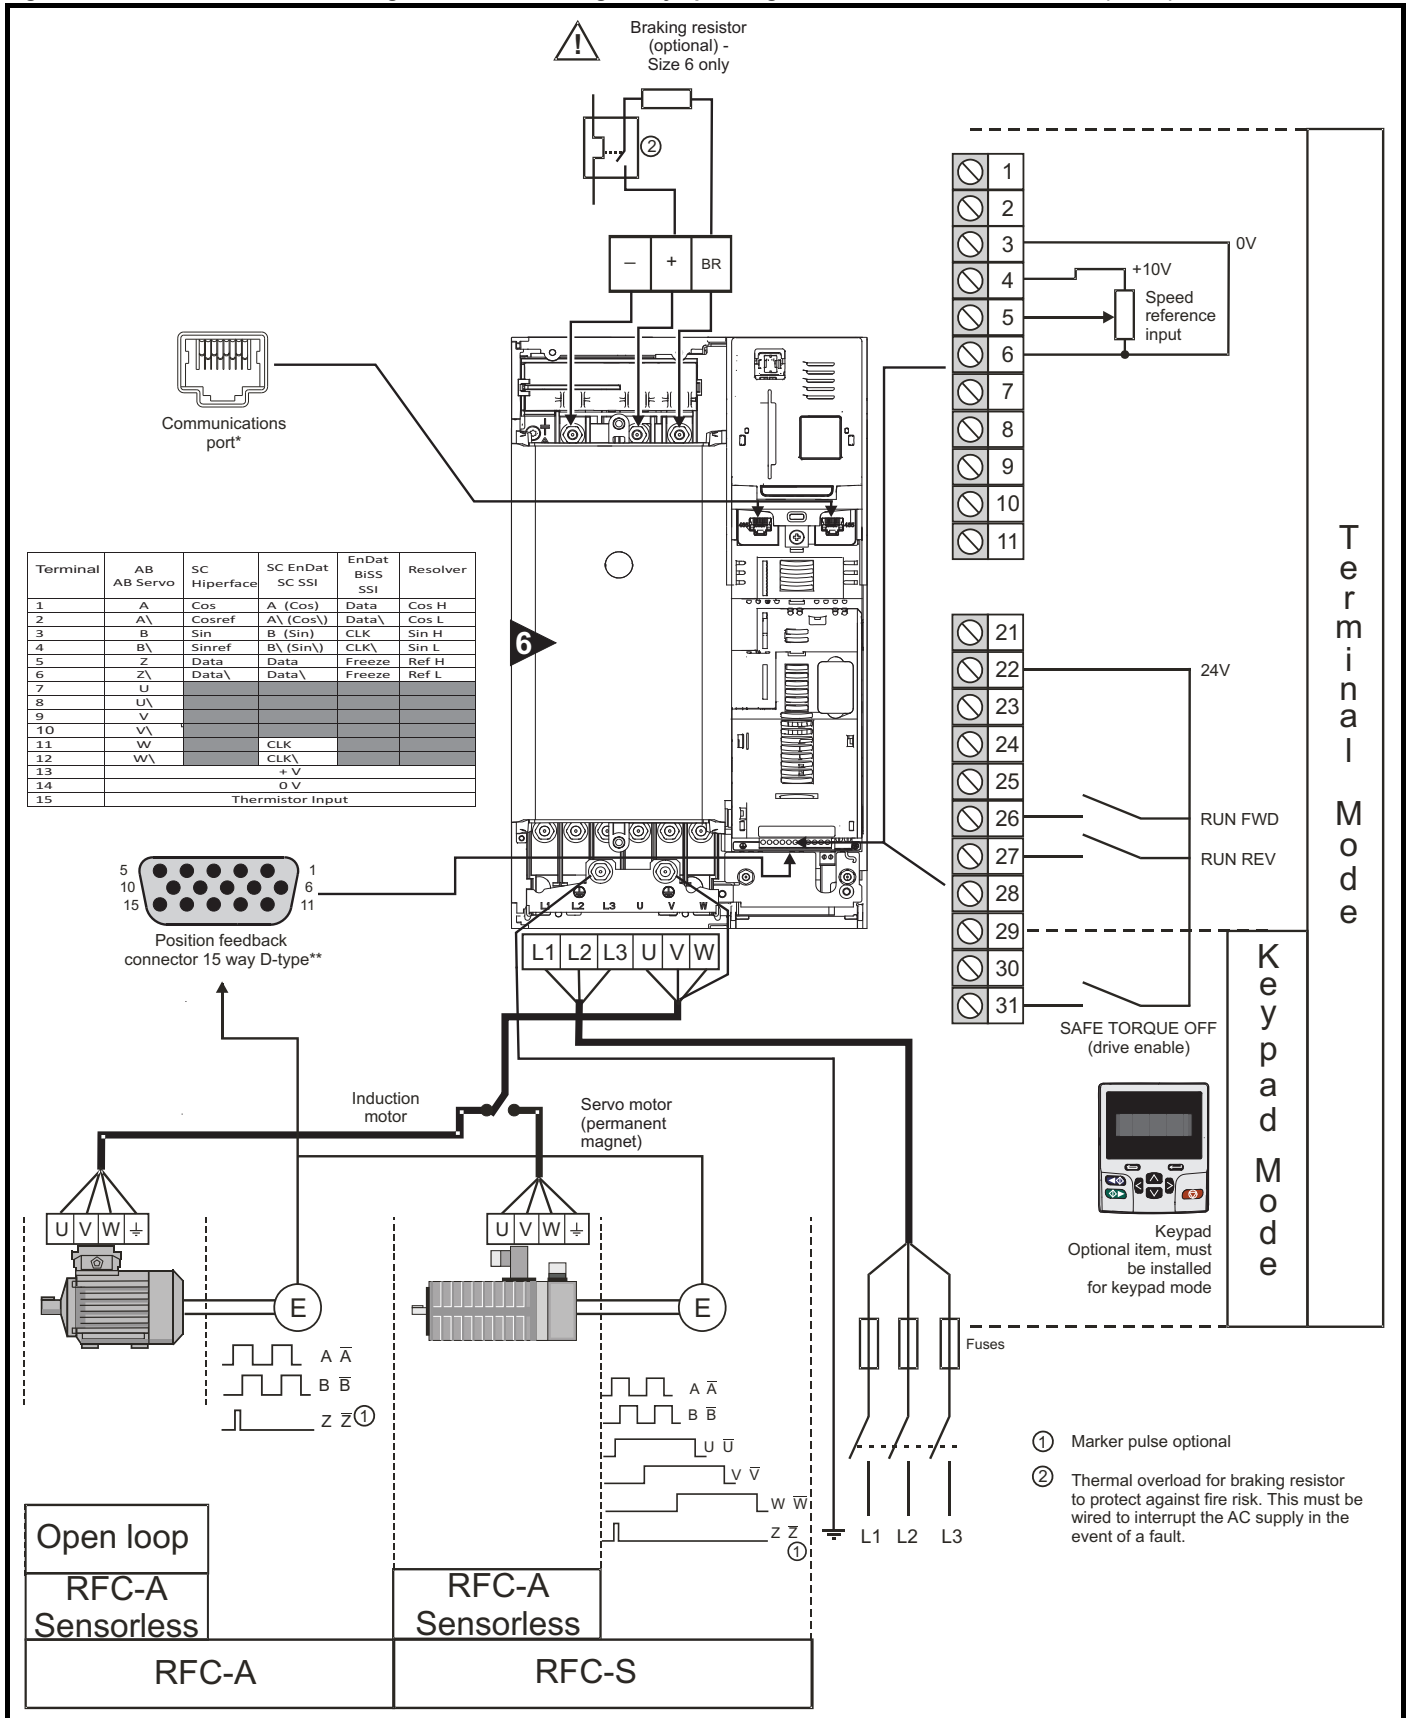 Braking resistor
(optional) -
Size 6 only
2
– + BR
Communications
port*
1
2
3
4
5
6
7
8
9
10
11
0V
+10V
Speed
reference
input
Terminal AB AB Servo SC Hiperface SC EnDat SC SSI EnDat BiSS SSI Resolver
1 A Cos A (Cos) Data Cos H
2 A\ Cosref A\ (Cos\) Data\ Cos L
3 B Sin B (Sin) CLK Sin H
4 B\ Sinref B\ (Sin\) CLK\ Sin L
5 Z Data Data Freeze Ref H
6 Z\ Data\ Data\ Freeze Ref L
7 U
8 U\
9 V
10 V\
11 W CLK
12 W\ CLK\
13 + V
14 0 V
15 Thermistor Input
6
L1 L2 L3 U V W
21
22
23
24
25
26
27
28
29
30
31
24V
RUN FWD
RUN REV
SAFE TORQUE OFF
(drive enable)
Terminal Mode
Keypad Mode
5 1
10 6
15 11
Position feedback
connector 15 way D-type**
L1 L2 L3 U V W
Induction
motor
Servo motor
(permanent
magnet)
Keypad
Optional item, must
be installed
for keypad mode
U V W
U V W
E
E
A A̅
B B̅
Z Z̅ 1
A A̅
B B̅
U U̅
V V̅
W W̅
Z Z̅
1
Fuses
L1 L2 L3
1 Marker pulse optional
2 Thermal overload for braking resistor
to protect against fire risk. This must be
wired to interrupt the AC supply in the
event of a fault.
Open loop
RFC-A
Sensorless
RFC-A
RFC-A
Sensorless
RFC-S